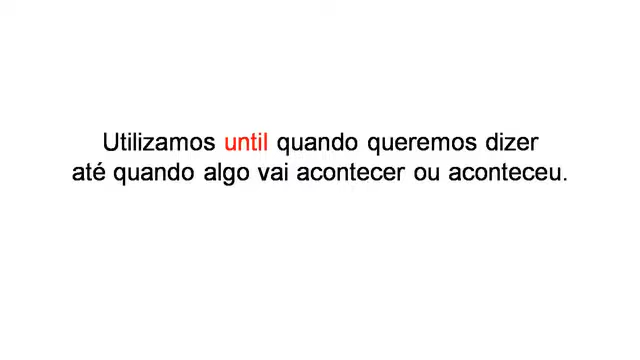 Utilizamos until quando queremos dizer
até quando algo vai acontecer ou aconteceu.